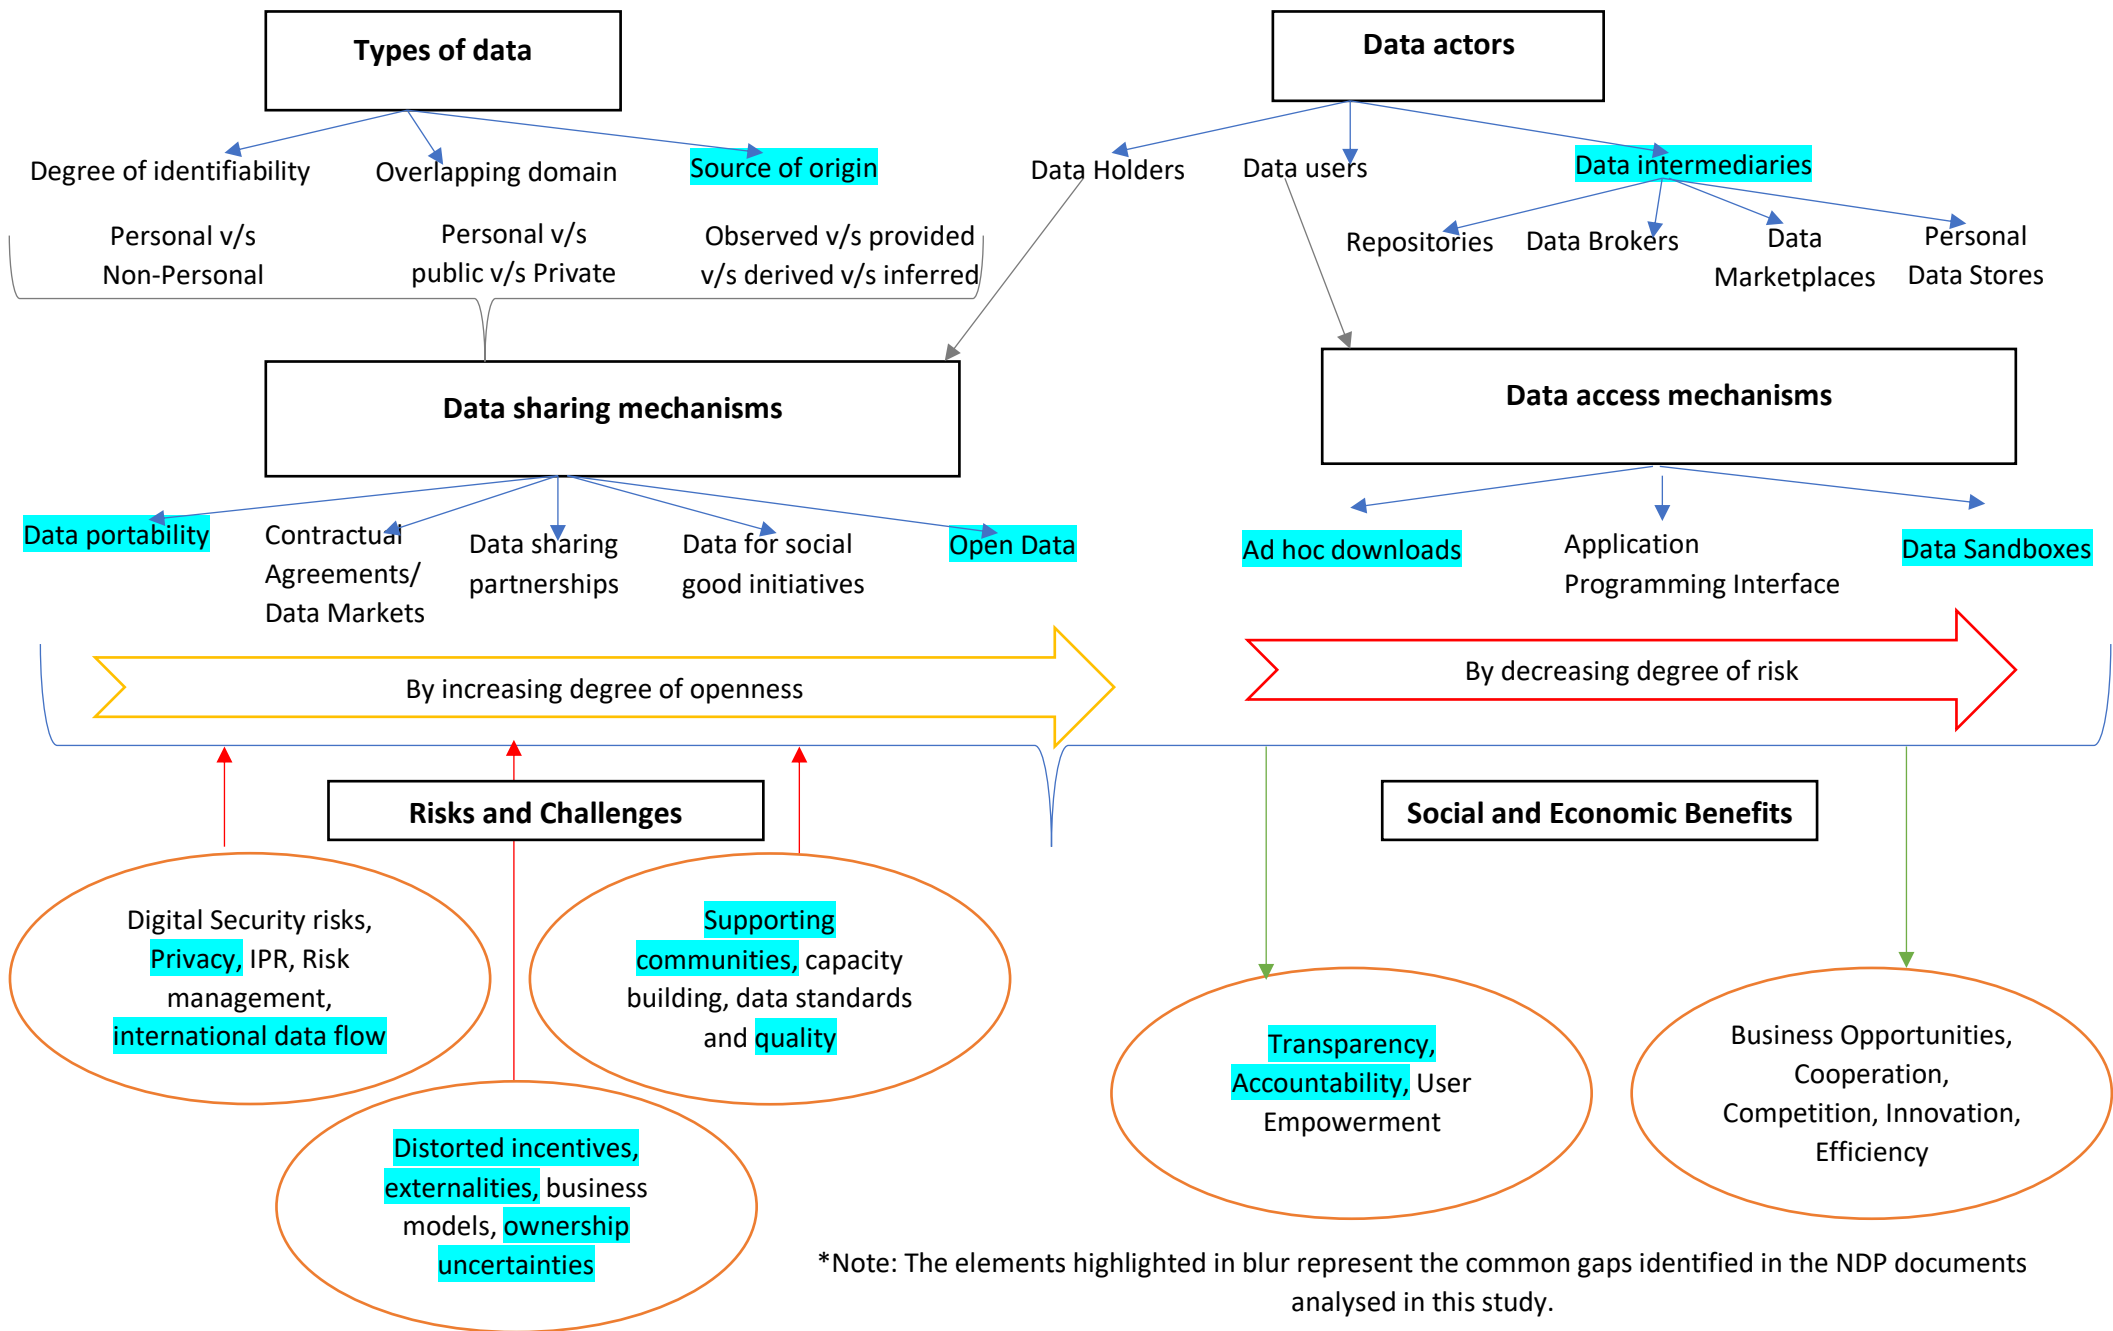 Types of data
Data actors
Degree of identifiability
Overlapping domain
Source of origin
Data Holders
Data users
Data intermediaries
Personal v/s
Non-Personal
Personal v/s
public v/s Private
Observed v/s provided
v/s derived v/s inferred
Repositories
Data Brokers
Data
Marketplaces
Personal
Data Stores
Data sharing mechanisms
Data access mechanisms
Data portability
Contractual
Agreements/
Data Markets
Data sharing
partnerships
Data for social
good initiatives
Open Data
Ad hoc downloads
Application
Programming Interface
Data Sandboxes
By increasing degree of openness
By decreasing degree of risk
Risks and Challenges
Social and Economic Benefits
Digital Security risks,
Privacy, IPR, Risk
management,
international data flow
Supporting
communities, capacity
building, data standards
and quality
Distorted incentives,
externalities, business
models, ownership
uncertainties
Transparency,
Accountability, User
Empowerment
Business Opportunities,
Cooperation,
Competition, Innovation,
Efficiency
*Note: The elements highlighted in blur represent the common gaps identified in the NDP documents
analysed in this study.